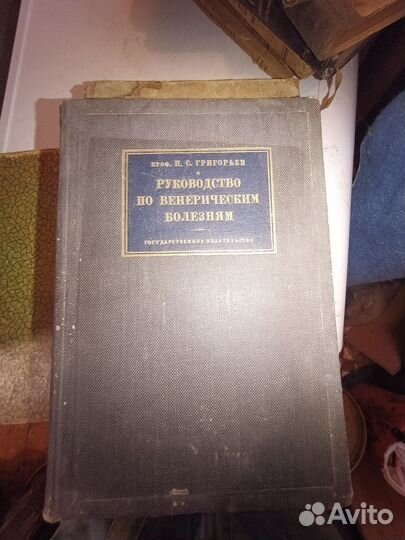 ПРОФ. П. С. ГРИГОРЬЕВ
РУКОВОДСТВО
ПО ВЕНЕРИЧЕСКИМ
БОЛЕЗНЯМ
ГОСУДАРСТВЕННОЕ ИЗДАТЕЛЬСТВО
Avito